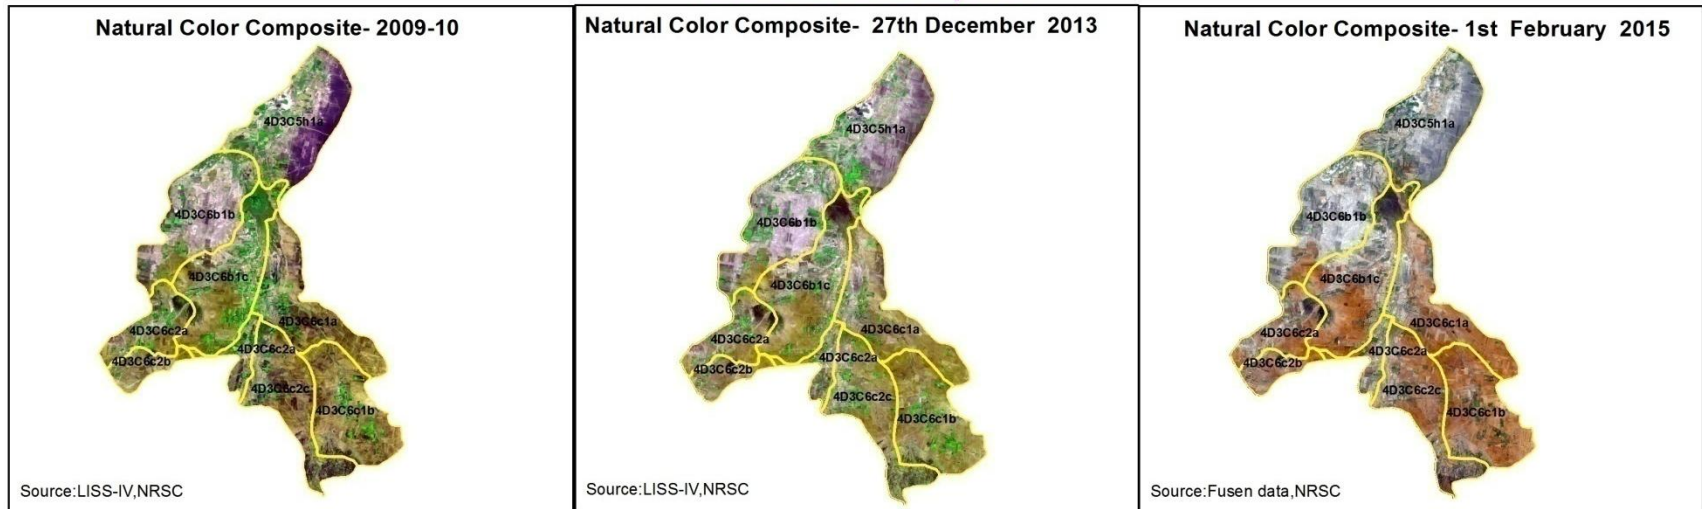 Natural Color Composite- 2009-10
4D3C5h1a
4D3C6b1b
4D3C6b1c
4D3C6c1a
4D3C6c2a
4D3C6c2a
4D3C6c2b
4D3C6c2c
4D3C6c1b
Source:LISS-IV,NRSC
Natural Color Composite- 27th December 2013
4D3C5h1a
4D3C6b1b
4D3C6b1c
4D3C6c1a
4D3C6c2a
4D3C6c2a
4D3C6c2b
4D3C6c2c
4D3C6c1b
Source:LISS-IV,NRSC
Natural Color Composite- 1st February 2015
4D3C5h1a
4D3C6b1b
4D3C6b1c
4D3C6c1a
4D3C6c2a
4D3C6c2a
4D3C6c2b
4D3C6c2c
4D3C6c1b
Source:Fusen data,NRSC